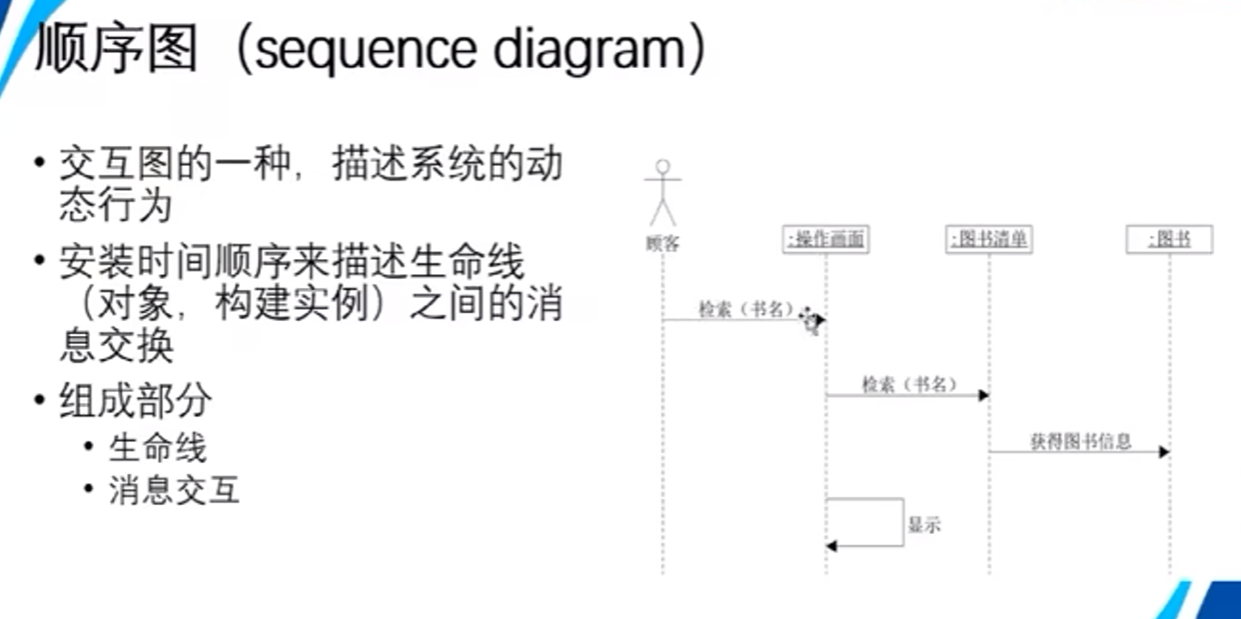 顺序图（sequence diagram）
• 交互图的一种，描述系统的动
态行为
• 安装时间顺序来描述生命线
（对象，构建实例）之间的消
息交换
• 组成部分
• 生命线
• 消息交互
顾客
:操作画面
:图书清单
:图书
检索（书名）
检索（书名）
获得图书信息
显示